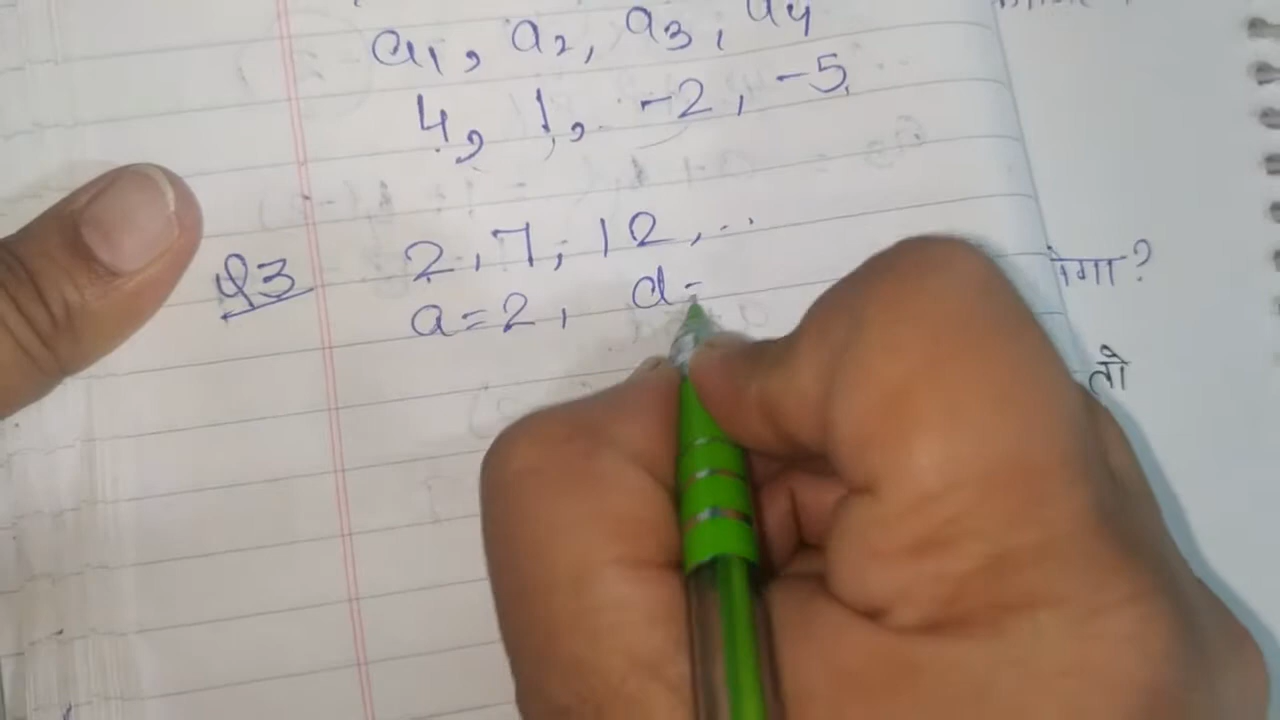 a1, a2, a3, a4
4, 1, -2, -5
Q3 2, 7, 12, ..
a=2, d=
तो